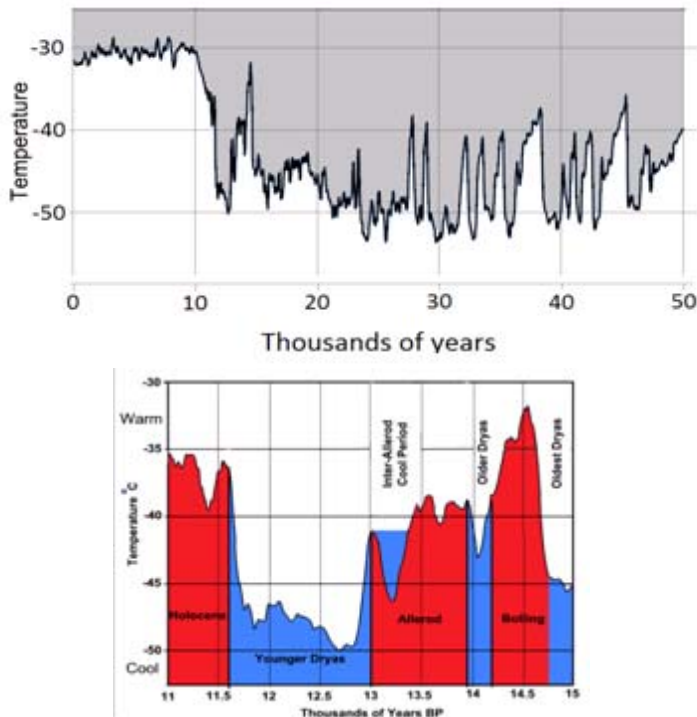 -30
-40
-50
Temperature
0 10 20 30 40 50
Thousands of years
-30
-35
-40
-45
-50
Warm
Cool
Temperature °C
Inter-Allerod
Cool Period
Older Dryas
Oldest Dryas
Holocene
Younger Dryas
Allerod
Bolling
11 11.5 12 12.5 13 13.5 14 14.5 15
Thousands of Years BP